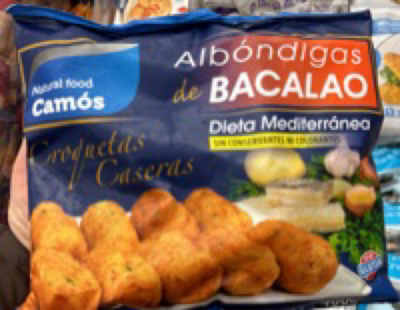 Natural food
Camós
Albóndigas
de BACALAO
Dieta Mediterránea
SIN CONSERVANTES NI COLORANTES
Croquetas
Caseras